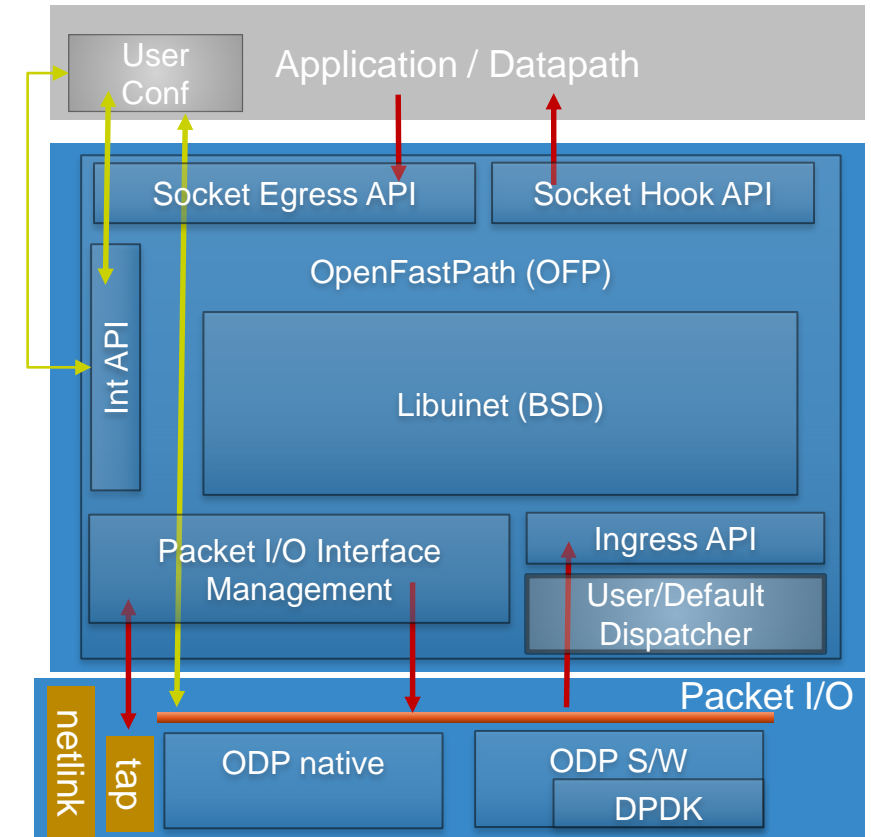 User
Conf
Application / Datapath
Socket Egress API
Socket Hook API
OpenFastPath (OFP)
Int API
Libuinet (BSD)
Packet I/O Interface
Management
Ingress API
User/Default
Dispatcher
Packet I/O
netlink
tap
ODP native
ODP S/W
DPDK